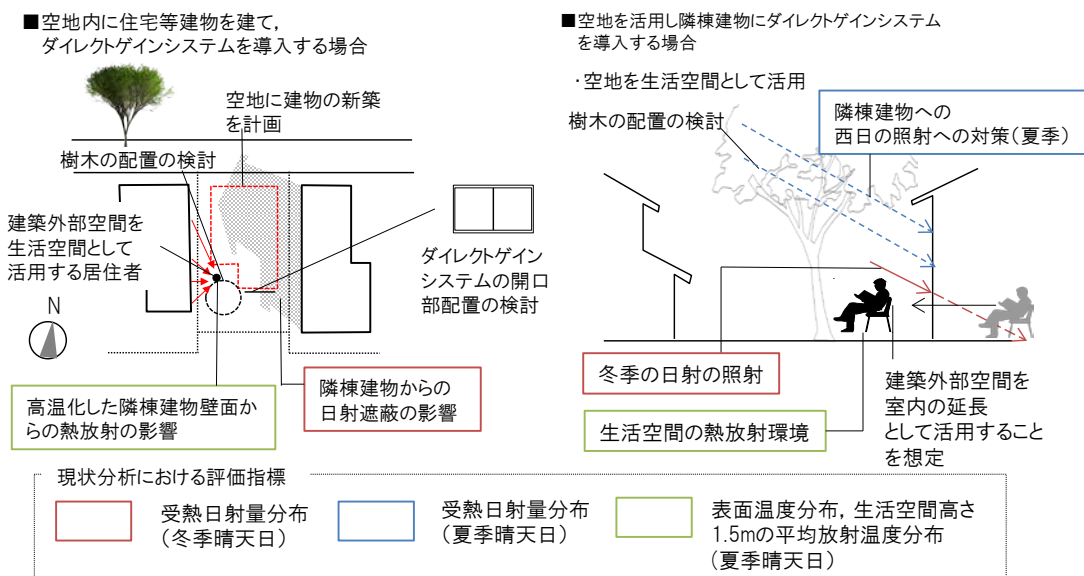 ■空地内に住宅等建物を建て，
ダイレクトゲインシステムを導入する場合
空地に建物の新築
を計画
樹木の配置の検討
建築外部空間を
生活空間として
活用する居住者
N
ダイレクトゲイン
システムの開口
部配置の検討
高温化した隣棟建物壁面か
らの熱放射の影響
隣棟建物からの
日射遮蔽の影響
■空地を活用し隣棟建物にダイレクトゲインシステム
を導入する場合
・空地を生活空間として活用
樹木の配置の検討
隣棟建物への
西日の照射への対策（夏季）
冬季の日射の照射
生活空間の熱放射環境
建築外部空間を
室内の延長
として活用すること
を想定
現状分析における評価指標
受熱日射量分布
（冬季晴天日）
受熱日射量分布
（夏季晴天日）
表面温度分布，生活空間高さ
1.5mの平均放射温度分布
（夏季晴天日）